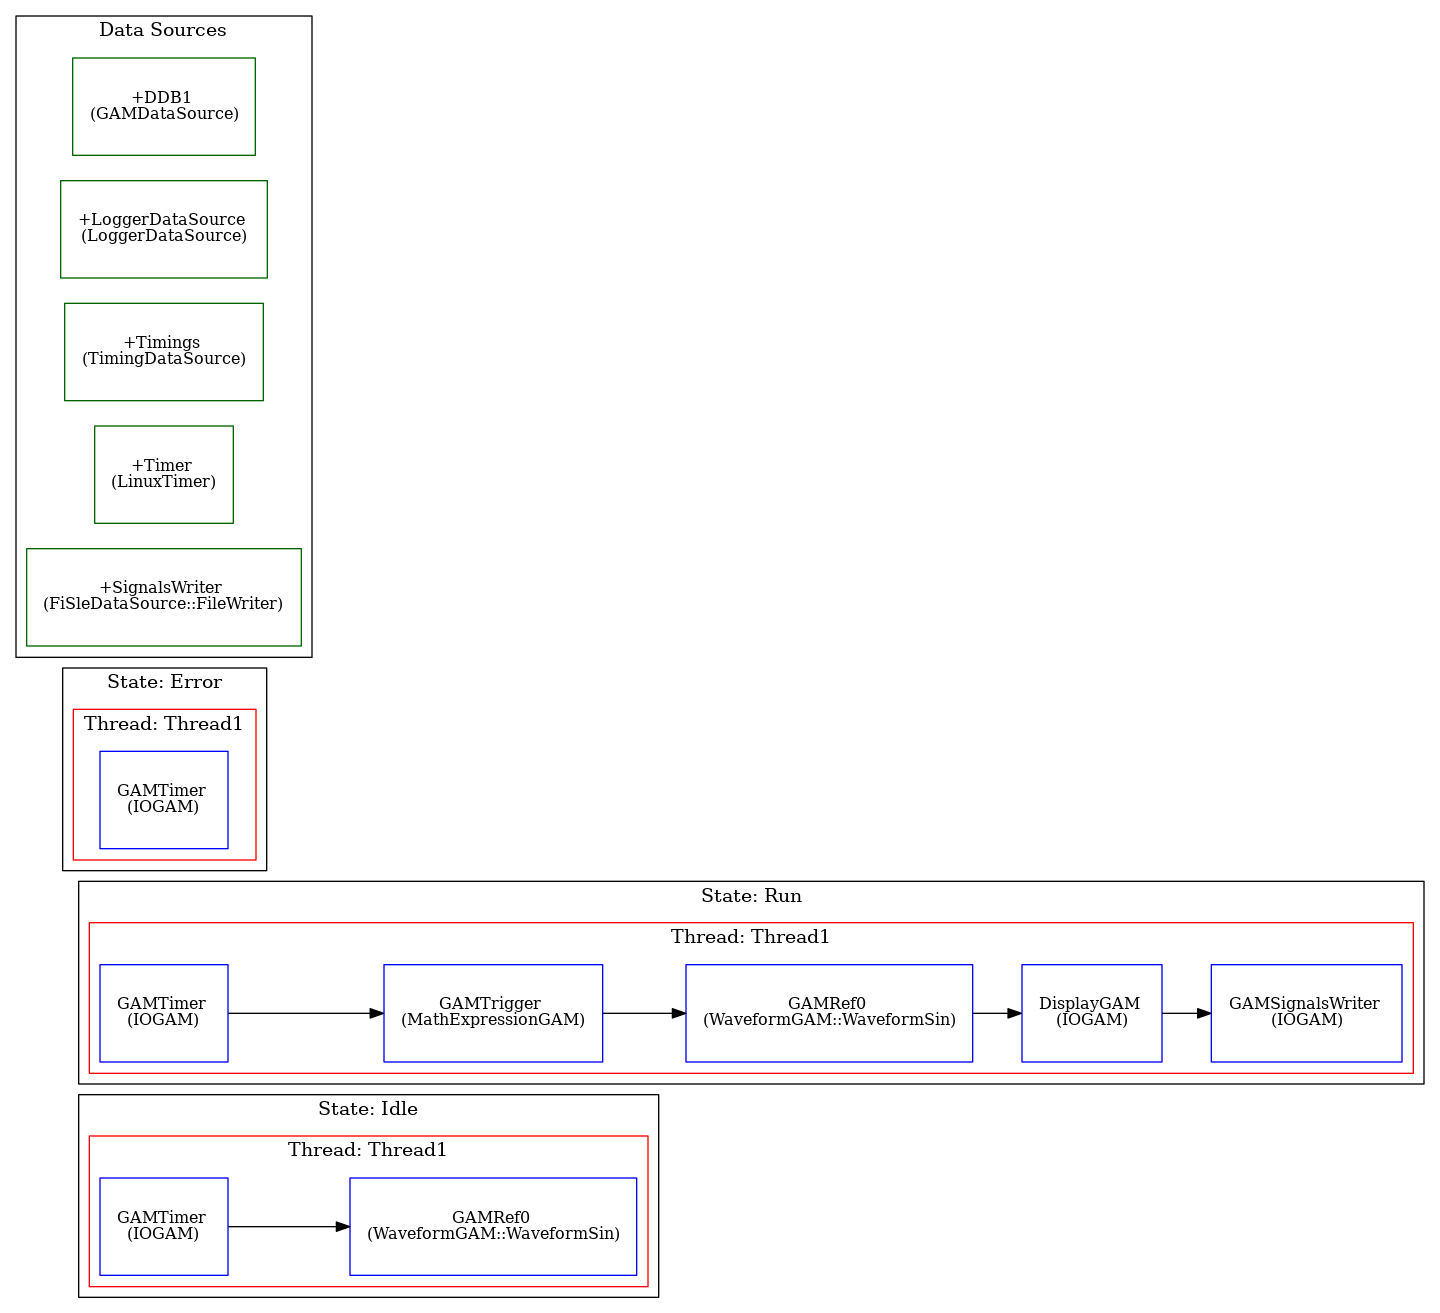 Data Sources
+DDB1
(GAMDataSource)
+LoggerDataSource
(LoggerDataSource)
+Timings
(TimingDataSource)
+Timer
(LinuxTimer)
+SignalsWriter
(FiSleDataSource::FileWriter)
State: Error
Thread: Thread1
GAMTimer
(IOGAM)
State: Run
Thread: Thread1
GAMTimer
(IOGAM)
GAMTrigger
(MathExpressionGAM)
GAMRef0
(WaveformGAM::WaveformSin)
DisplayGAM
(IOGAM)
GAMSignalsWriter
(IOGAM)
State: Idle
Thread: Thread1
GAMTimer
(IOGAM)
GAMRef0
(WaveformGAM::WaveformSin)